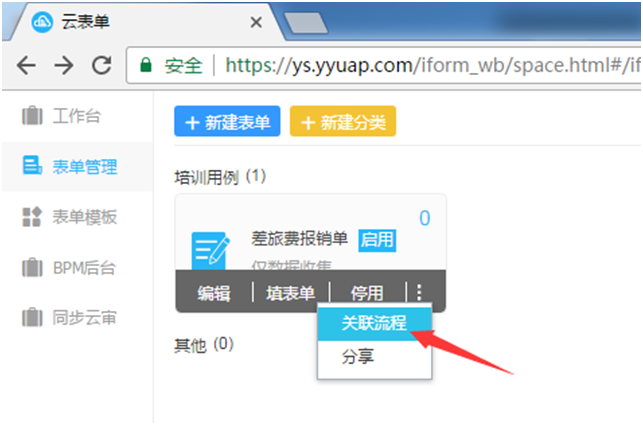 云表单
安全 https://ys.yyuap.com/iform_wb/space.html#/if
工作台
表单管理
表单模板
BPM后台
同步云审
+ 新建表单 + 新建分类
培训用例 (1)
0
差旅费报销单 启用
仅数据收集
编辑 填表单 停用
关联流程
分享
其他 (0)